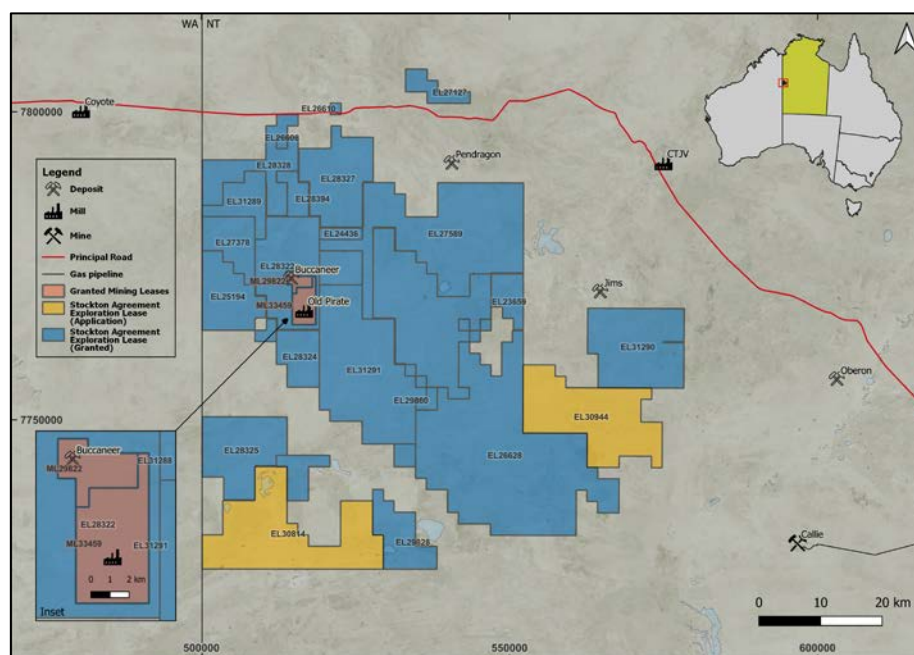 WA NT
EL27127
Coyote
EL26610
7800000
EL26608
CTJV
Pendragon
EL28328
EL28327
Legend
Deposit
Mill
Mine
Principal Road
Gas pipeline
Granted Mining Leases
Stockton Agreement
Exploration Lease
(Application)
Stockton Agreement
Exploration Lease
(Granted)
EL31289
EL28394
EL24436
EL27589
EL27378
EL28322
Buccaneer
ML29822
EL25194
ML33459
Old Pirate
EL23659
Jims
EL28324
EL31290
EL31291
Oberon
EL29860
EL30944
7750000
EL28325
EL26628
EL30814
EL29828
Callie
Buccaneer
EL31288
ML29822
EL28322
ML33459
EL31291
0 1 2 km
Inset
0 10 20 km
500000
550000
600000